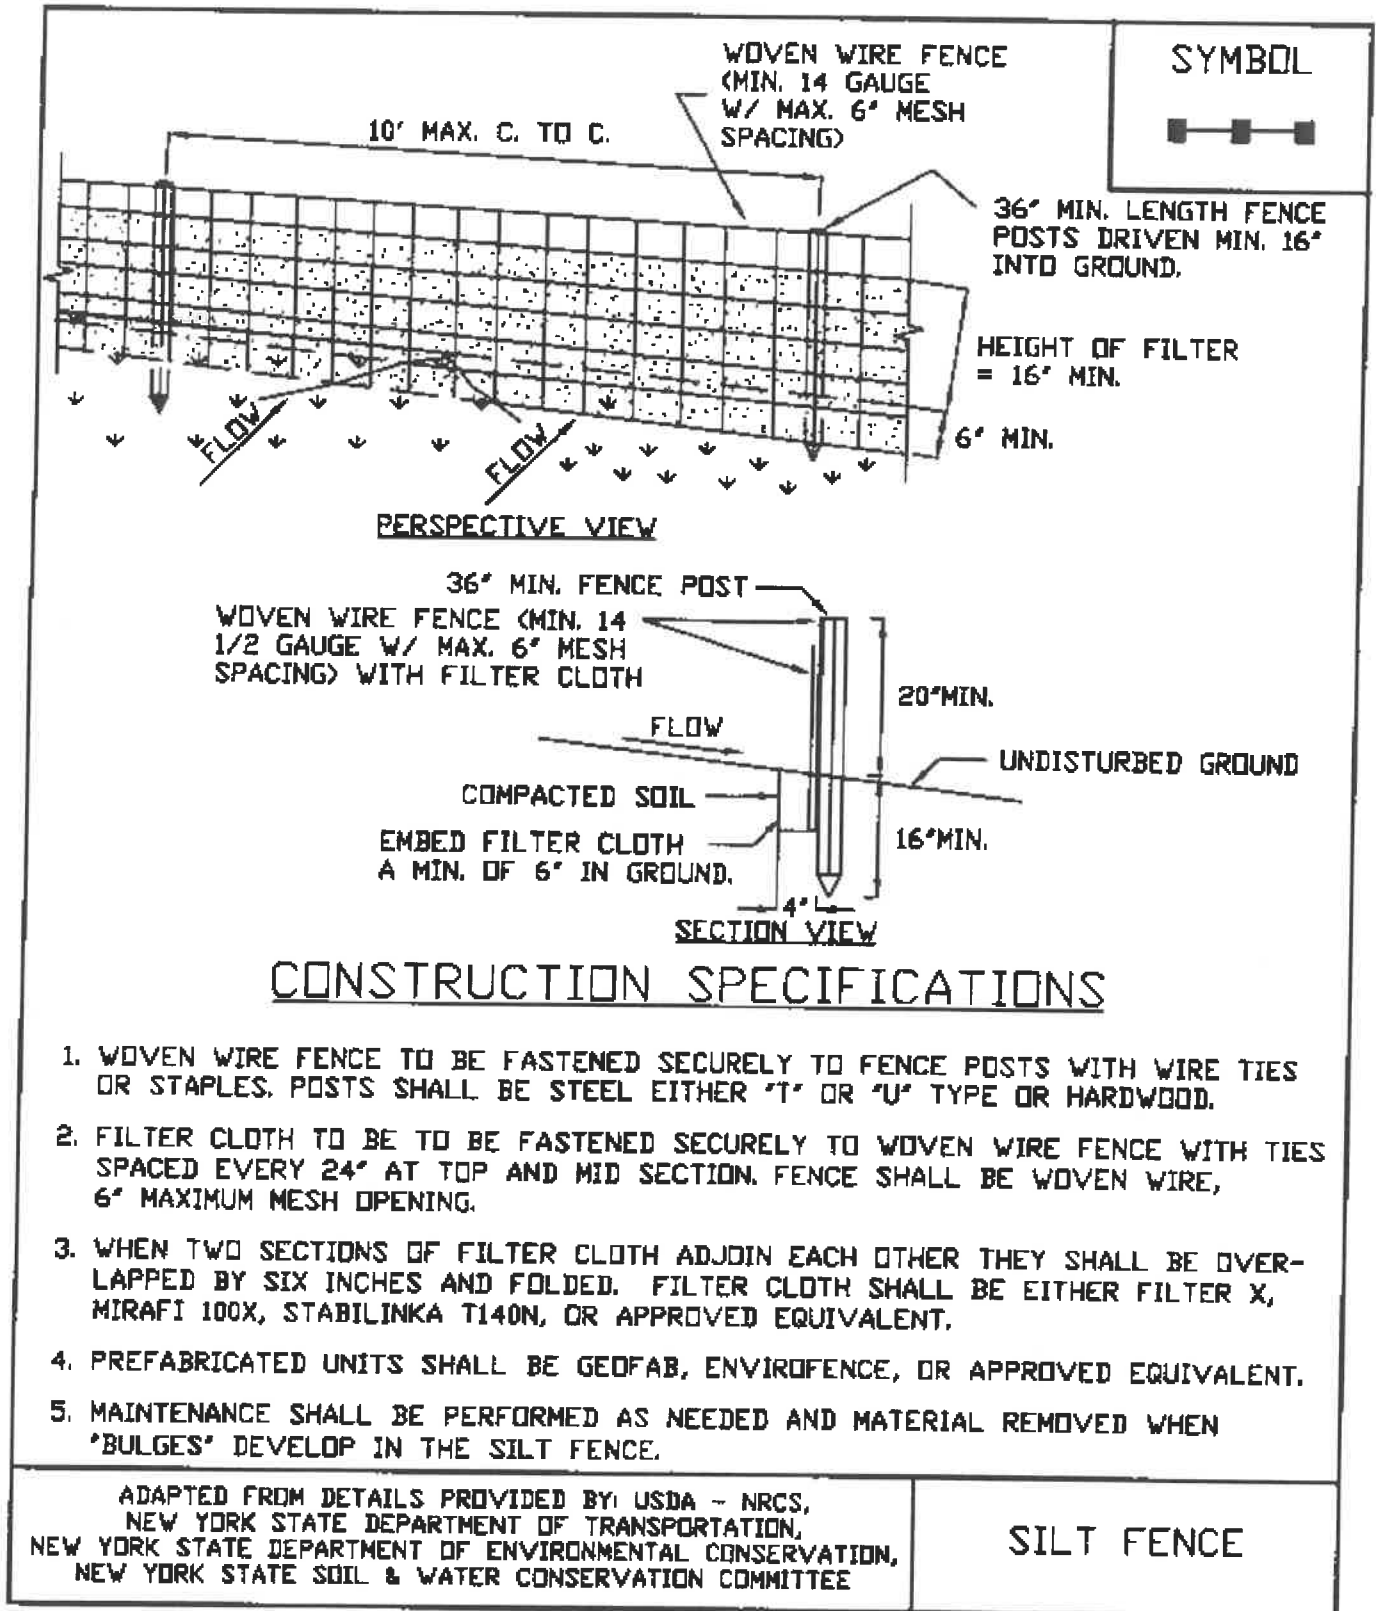 WOVEN WIRE FENCE
(MIN. 14 GAUGE
W/ MAX. 6" MESH
SPACING)
SYMBOL
10' MAX. C. TO C.
36" MIN. LENGTH FENCE
POSTS DRIVEN MIN. 16"
INTO GROUND.
HEIGHT OF FILTER
= 16" MIN.
6" MIN.
FLOW
FLOW
PERSPECTIVE VIEW
36" MIN. FENCE POST
WOVEN WIRE FENCE (MIN. 14
1/2 GAUGE W/ MAX. 6" MESH
SPACING) WITH FILTER CLOTH
20"MIN.
FLOW
UNDISTURBED GROUND
COMPACTED SOIL
EMBED FILTER CLOTH
A MIN. OF 6" IN GROUND.
16"MIN.
4"
SECTION VIEW
CONSTRUCTION SPECIFICATIONS
1. WOVEN WIRE FENCE TO BE FASTENED SECURELY TO FENCE POSTS WITH WIRE TIES
OR STAPLES. POSTS SHALL BE STEEL EITHER "T" OR "U" TYPE OR HARDWOOD.
2. FILTER CLOTH TO BE TO BE FASTENED SECURELY TO WOVEN WIRE FENCE WITH TIES
SPACED EVERY 24" AT TOP AND MID SECTION. FENCE SHALL BE WOVEN WIRE,
6" MAXIMUM MESH OPENING.
3. WHEN TWO SECTIONS OF FILTER CLOTH ADJOIN EACH OTHER THEY SHALL BE OVER-
LAPPED BY SIX INCHES AND FOLDED. FILTER CLOTH SHALL BE EITHER FILTER X,
MIRAFI 100X, STABILINKA T140N, OR APPROVED EQUIVALENT.
4. PREFABRICATED UNITS SHALL BE GEOFAB, ENVIROFENCE, OR APPROVED EQUIVALENT.
5. MAINTENANCE SHALL BE PERFORMED AS NEEDED AND MATERIAL REMOVED WHEN
"BULGES" DEVELOP IN THE SILT FENCE.
ADAPTED FROM DETAILS PROVIDED BY: USDA - NRCS,
NEW YORK STATE DEPARTMENT OF TRANSPORTATION,
NEW YORK STATE DEPARTMENT OF ENVIRONMENTAL CONSERVATION,
NEW YORK STATE SOIL & WATER CONSERVATION COMMITTEE
SILT FENCE